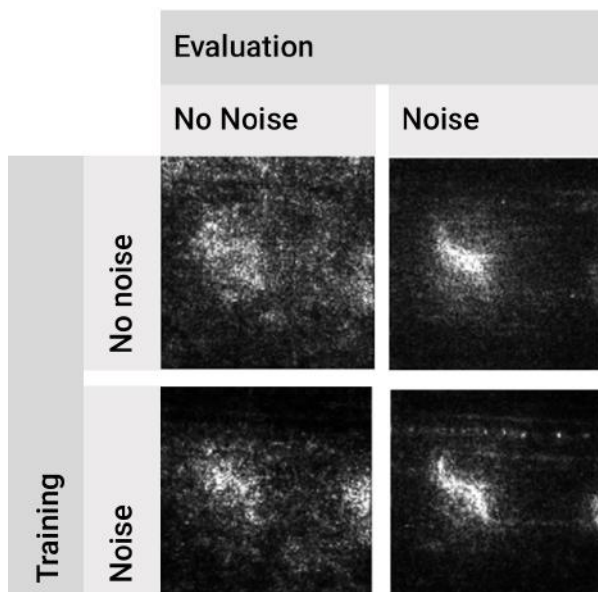 Evaluation
No Noise
Noise
No noise
Noise
Training